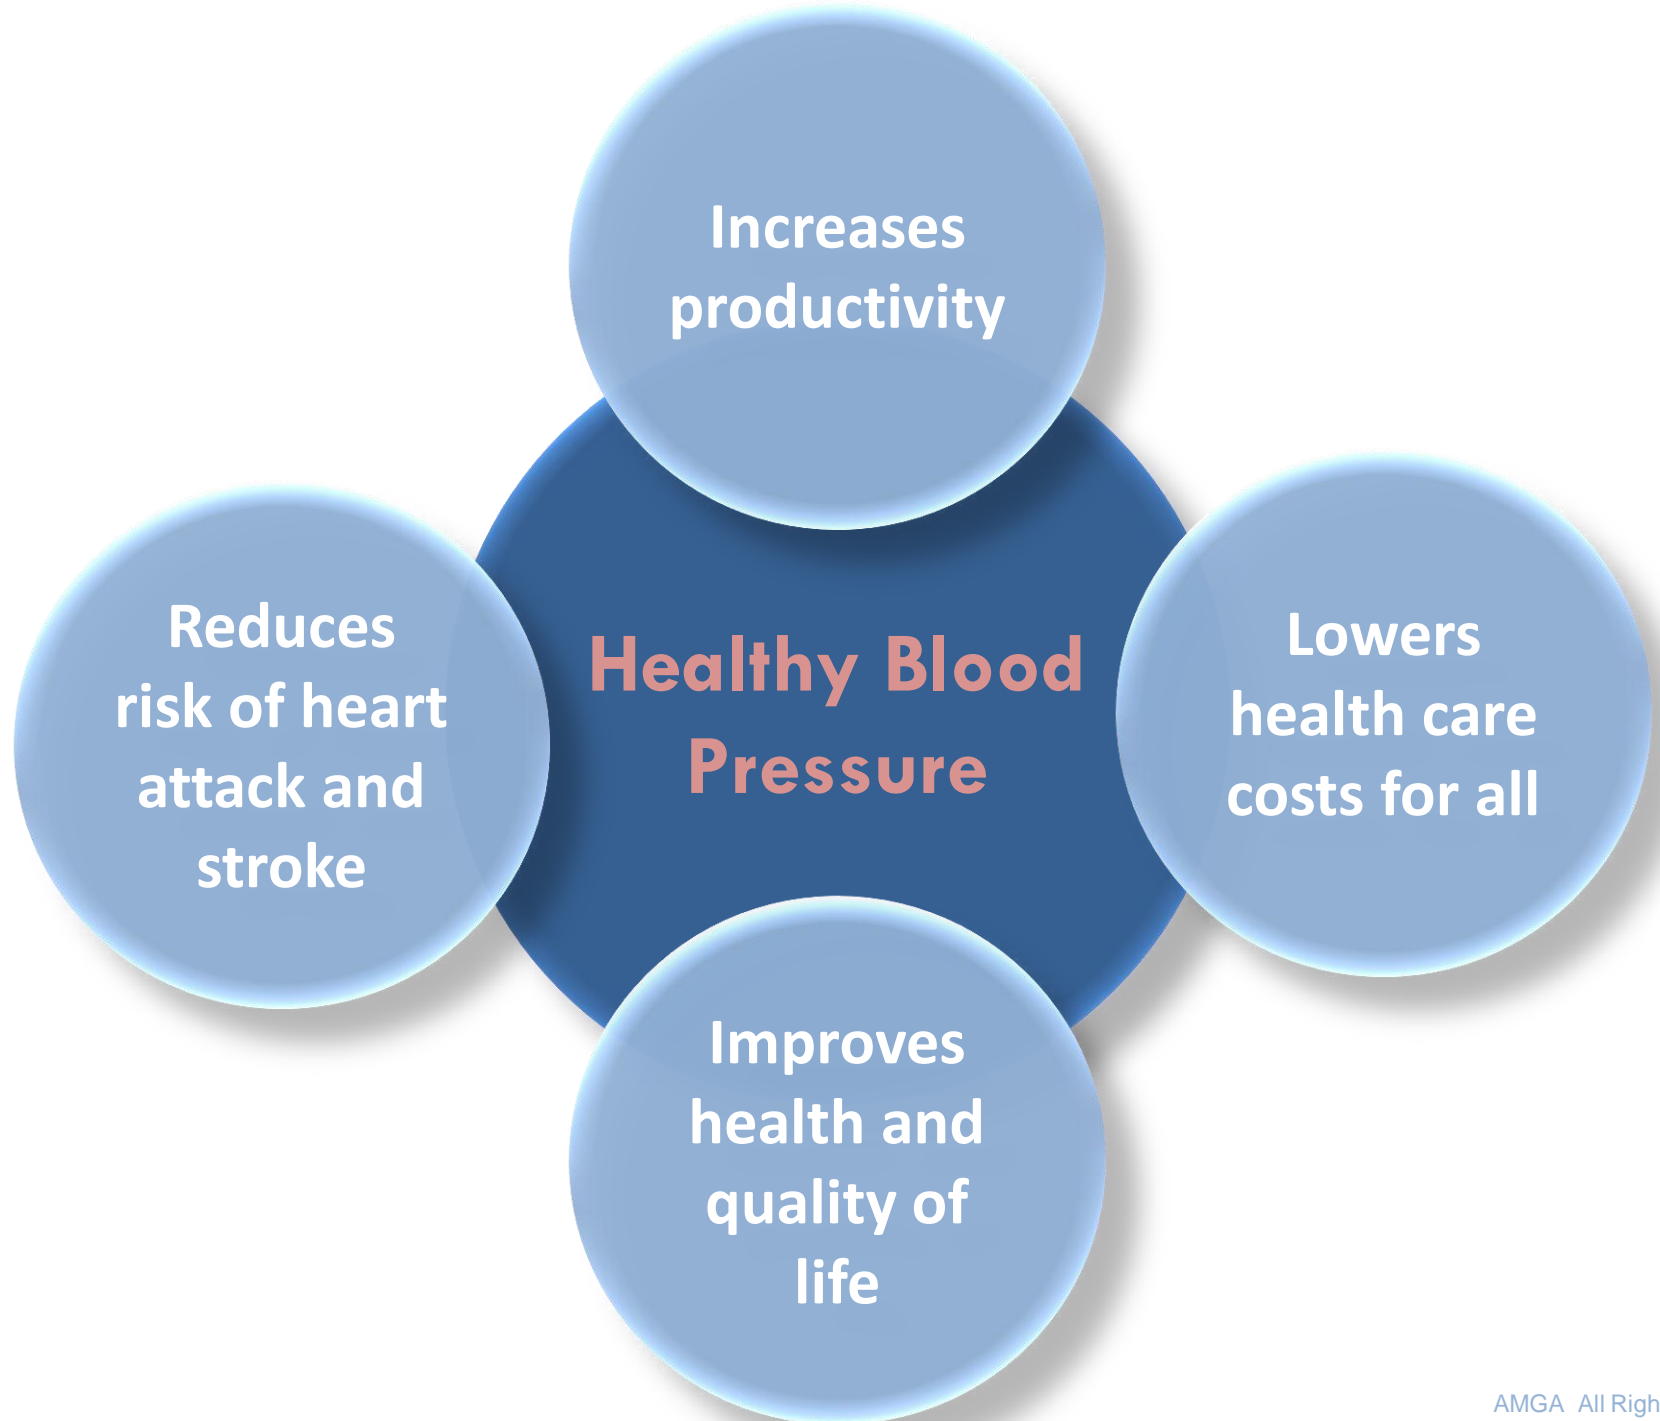 Increases
productivity
Reduces
risk of heart
attack and
stroke
Healthy Blood
Pressure
Lowers
health care
costs for all
Improves
health and
quality of
life
AMGA All Righ